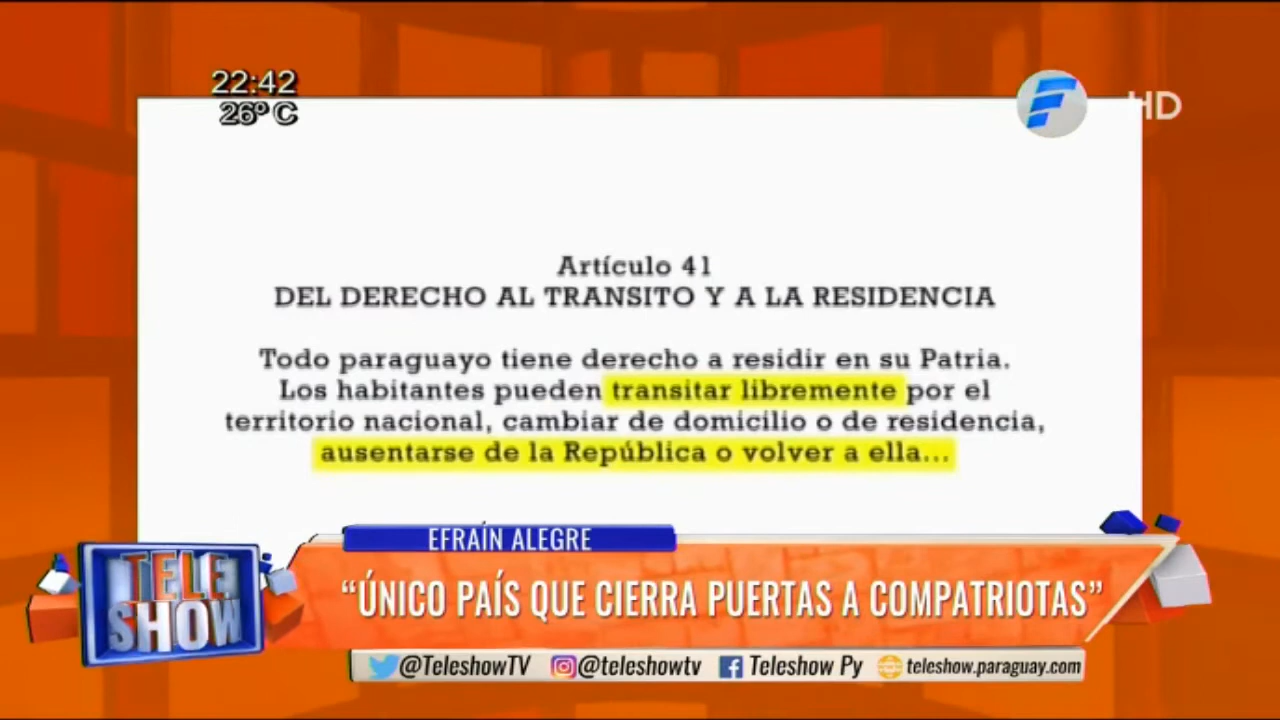 22:42
26º C
HD
Artículo 41
DEL DERECHO AL TRANSITO Y A LA RESIDENCIA
Todo paraguayo tiene derecho a residir en su Patria.
Los habitantes pueden transitar libremente por el
territorio nacional, cambiar de domicilio o de residencia,
ausentarse de la República o volver a ella...
EFRAÍN ALEGRE
TELE
SHOW
“ÚNICO PAÍS QUE CIERRA PUERTAS A COMPATRIOTAS”
@TeleshowTV @teleshowtv Teleshow Py teleshow.paraguay.com